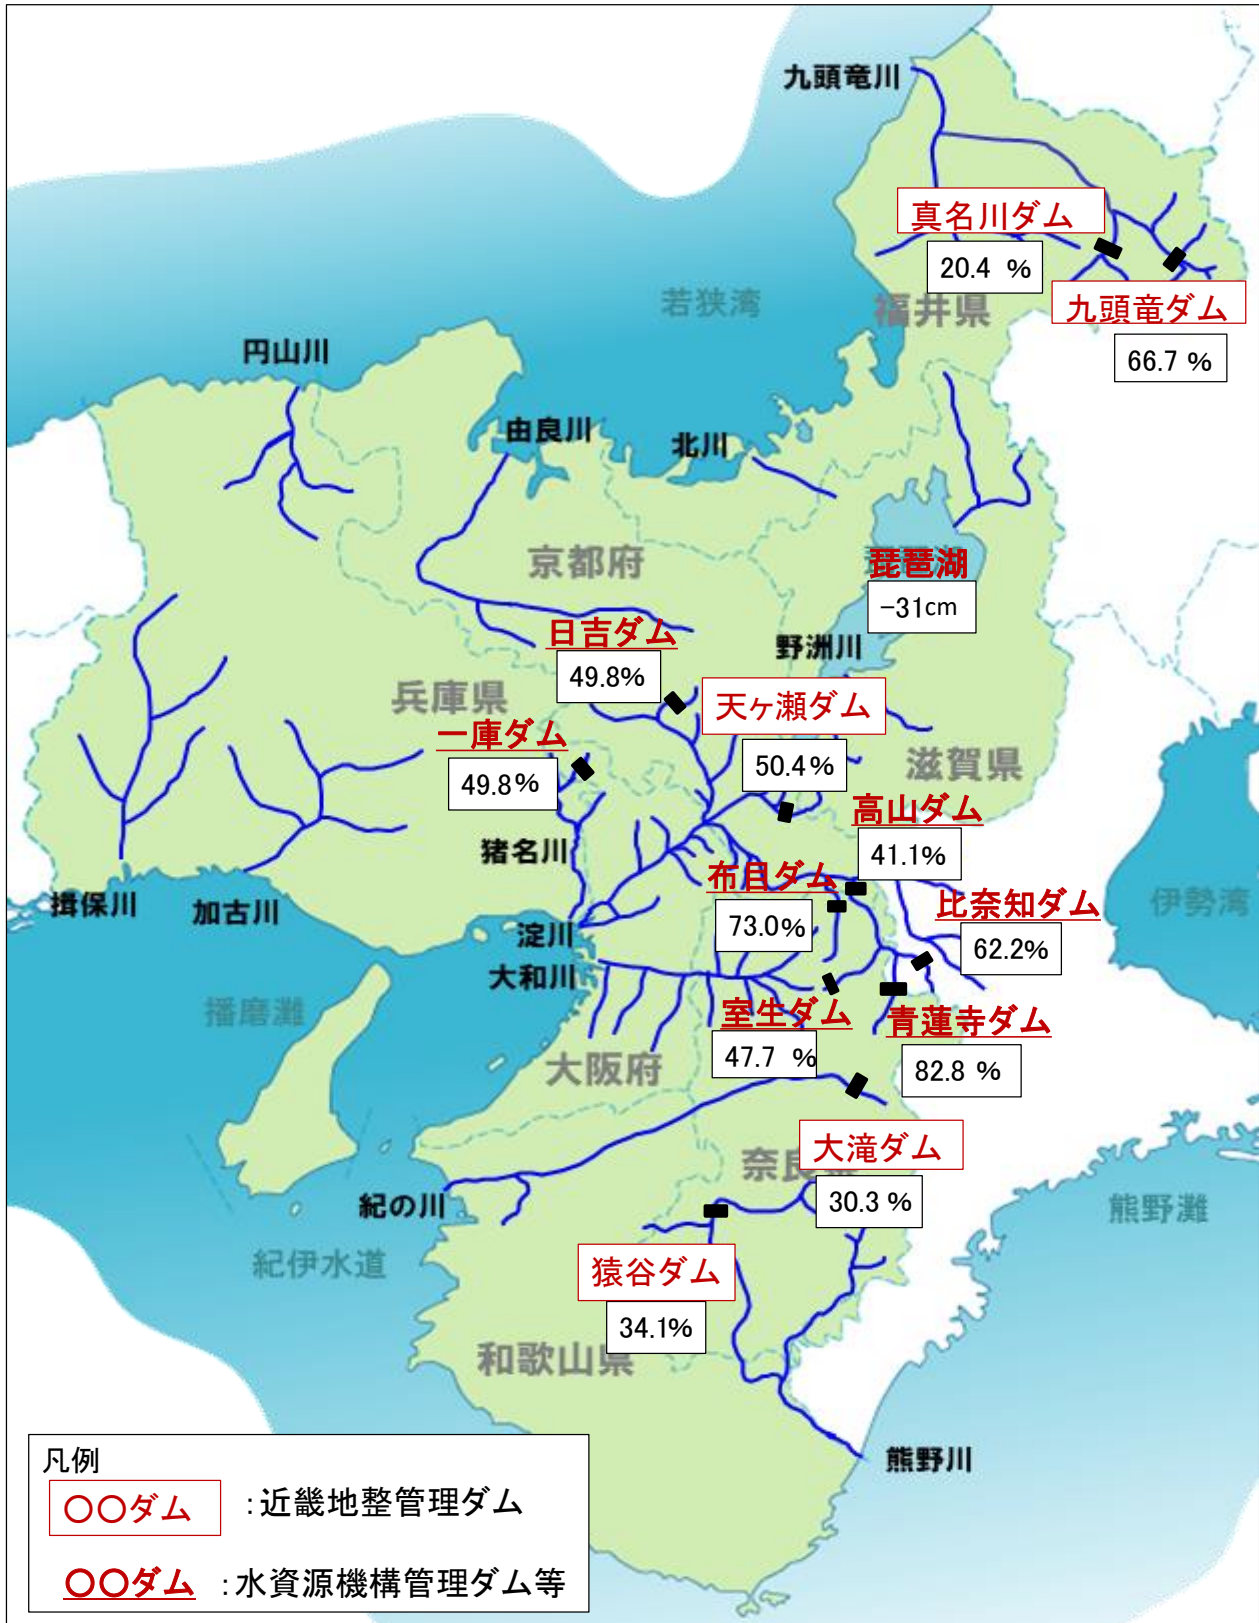 九頭竜川
真名川ダム
20.4 %
九頭竜ダム
66.7 %
若狭湾
福井県
円山川
由良川
北川
京都府
琵琶湖
-31cm
日吉ダム
49.8%
野洲川
兵庫県
天ヶ瀬ダム
50.4%
一庫ダム
49.8%
滋賀県
高山ダム
41.1%
猪名川
布目ダム
73.0%
比奈知ダム
62.2%
揖保川
加古川
淀川
大和川
伊勢湾
播磨灘
室生ダム
47.7 %
青蓮寺ダム
82.8 %
大阪府
大滝ダム
30.3 %
奈良県
紀の川
熊野灘
紀伊水道
猿谷ダム
34.1%
和歌山県
熊野川
凡例
○○ダム :近畿地整管理ダム
○○ダム :水資源機構管理ダム等